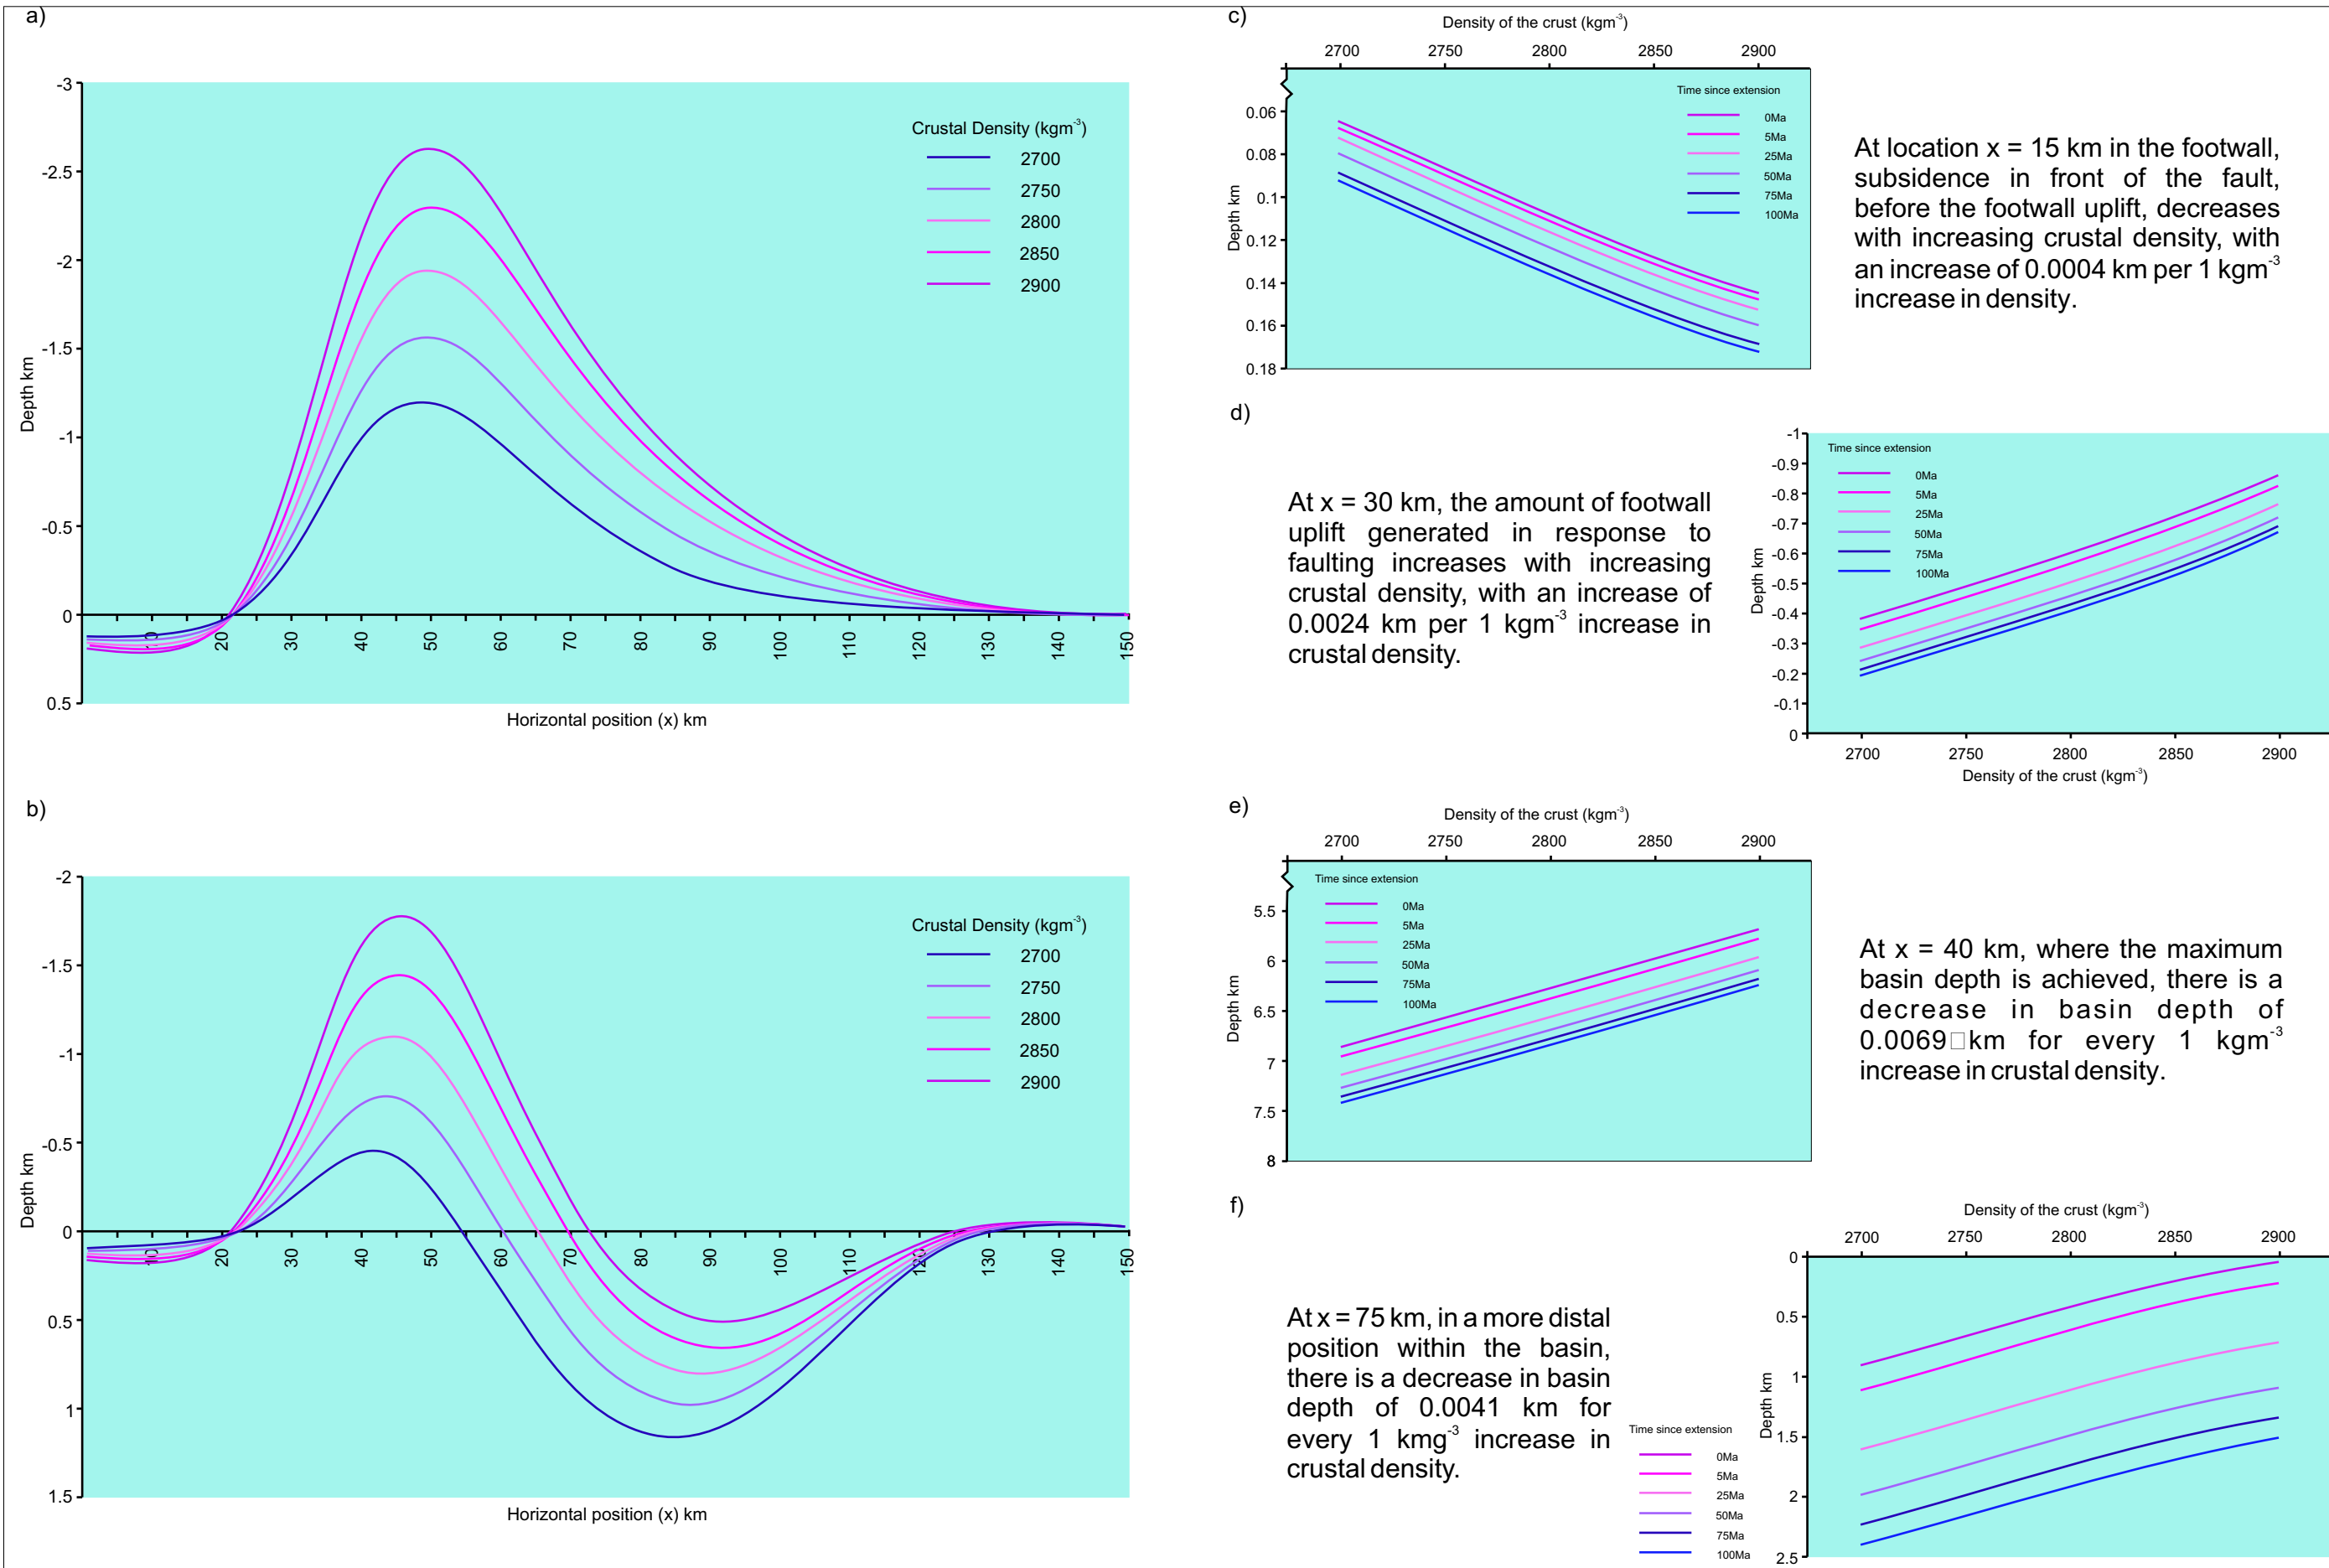 a)
-3
-2.5
-2
-1.5
-1
-0.5
0
0.5
Depth km
10 20 30 40 50 60 70 80 90 100 110 120 130 140 150
Horizontal position (x) km
Crustal Density (kgm-3)
2700
2750
2800
2850
2900
b)
-2
-1.5
-1
-0.5
0
0.5
1
1.5
Depth km
10 20 30 40 50 60 70 80 90 100 110 120 130 140 150
Horizontal position (x) km
Crustal Density (kgm-3)
2700
2750
2800
2850
2900
c)
Density of the crust (kgm-3)
2700 2750 2800 2850 2900
0.06
0.08
0.1
0.12
0.14
0.16
0.18
Depth km
Time since extension
0Ma
5Ma
25Ma
50Ma
75Ma
100Ma
At location x = 15 km in the footwall,
subsidence in front of the fault,
before the footwall uplift, decreases
with increasing crustal density, with
an increase of 0.0004 km per 1 kgm-3
increase in density.
d)
At x = 30 km, the amount of footwall
uplift generated in response to
faulting increases with increasing
crustal density, with an increase of
0.0024 km per 1 kgm-3 increase in
crustal density.
-1
-0.9
-0.8
-0.7
-0.6
-0.5
-0.4
-0.3
-0.2
-0.1
0
Depth km
Time since extension
0Ma
5Ma
25Ma
50Ma
75Ma
100Ma
2700 2750 2800 2850 2900
Density of the crust (kgm-3)
e)
Density of the crust (kgm-3)
2700 2750 2800 2850 2900
5.5
6
6.5
7
7.5
8
Depth km
Time since extension
0Ma
5Ma
25Ma
50Ma
75Ma
100Ma
At x = 40 km, where the maximum
basin depth is achieved, there is a
decrease in basin depth of
0.0069□km for every 1 kgm-3
increase in crustal density.
f)
Density of the crust (kgm-3)
2700 2750 2800 2850 2900
0
0.5
1
1.5
2
2.5
Depth km
At x = 75 km, in a more distal
position within the basin,
there is a decrease in basin
depth of 0.0041 km for
every 1 kmg-3 increase in
crustal density.
Time since extension
0Ma
5Ma
25Ma
50Ma
75Ma
100Ma